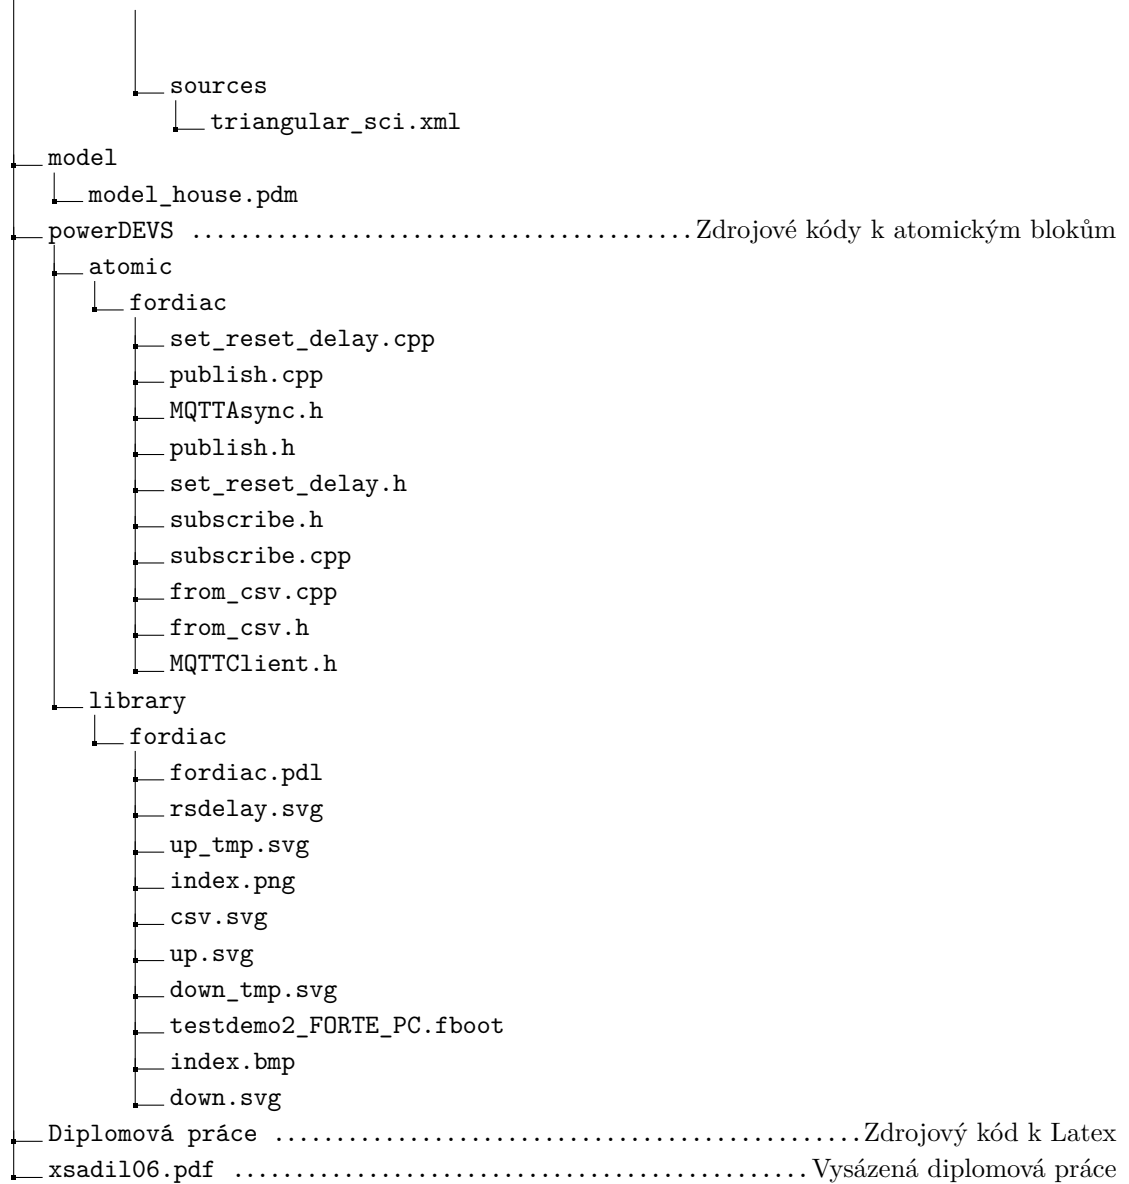 sources
triangular_sci.xml
model
model_house.pdm
powerDEVS ........................................ Zdrojové kódy k atomickým blokům
atomic
fordiac
set_reset_delay.cpp
publish.cpp
MQTTAsync.h
publish.h
set_reset_delay.h
subscribe.h
subscribe.cpp
from_csv.cpp
from_csv.h
MQTTClient.h
library
fordiac
fordiac.pdl
rsdelay.svg
up_tmp.svg
index.png
csv.svg
up.svg
down_tmp.svg
testdemo2_FORTE_PC.fboot
index.bmp
down.svg
Diplomová práce ............................................... Zdrojový kód k Latex
xsadil06.pdf .............................................. Vysázená diplomová práce